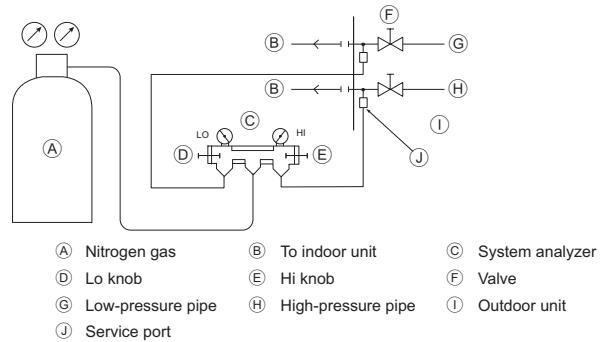 Ⓕ
Ⓑ Ⓖ
Ⓑ Ⓗ
Ⓒ Ⓘ
LO HI
Ⓐ Ⓓ Ⓔ Ⓙ
Ⓐ Nitrogen gas Ⓑ To indoor unit Ⓒ System analyzer
Ⓓ Lo knob Ⓔ Hi knob Ⓕ Valve
Ⓖ Low-pressure pipe Ⓗ High-pressure pipe Ⓘ Outdoor unit
Ⓙ Service port